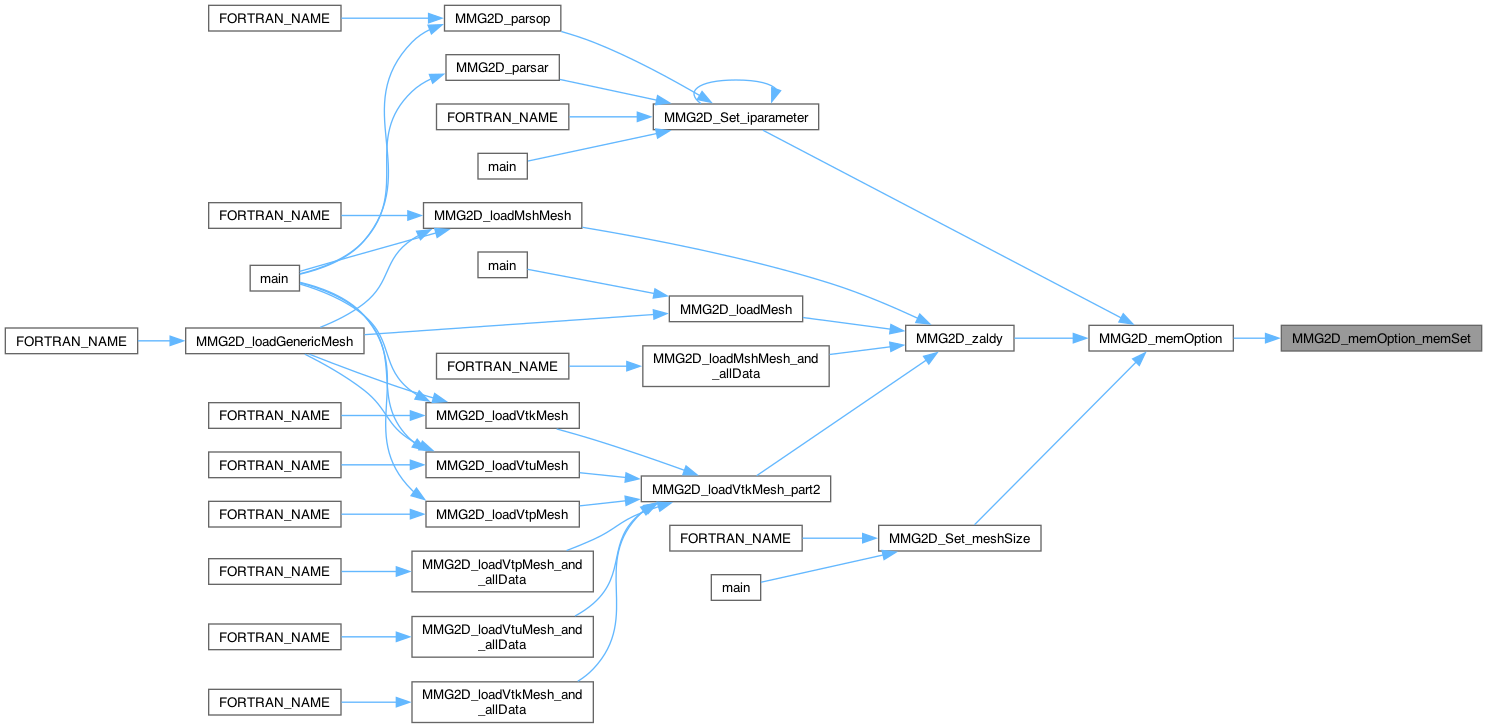 FORTRAN_NAME
MMG2D_parsop
MMG2D_parsar
FORTRAN_NAME
MMG2D_Set_iparameter
main
FORTRAN_NAME
MMG2D_loadMshMesh
main
main
MMG2D_loadMesh
FORTRAN_NAME
MMG2D_loadGenericMesh
MMG2D_zaldy
MMG2D_memOption
MMG2D_memOption_memSet
FORTRAN_NAME
MMG2D_loadMshMesh_and
_allData
FORTRAN_NAME
MMG2D_loadVtkMesh
FORTRAN_NAME
MMG2D_loadVtuMesh
MMG2D_loadVtkMesh_part2
FORTRAN_NAME
MMG2D_loadVtpMesh
FORTRAN_NAME
MMG2D_Set_meshSize
FORTRAN_NAME
MMG2D_loadVtpMesh_and
_allData
main
FORTRAN_NAME
MMG2D_loadVtuMesh_and
_allData
FORTRAN_NAME
MMG2D_loadVtkMesh_and
_allData